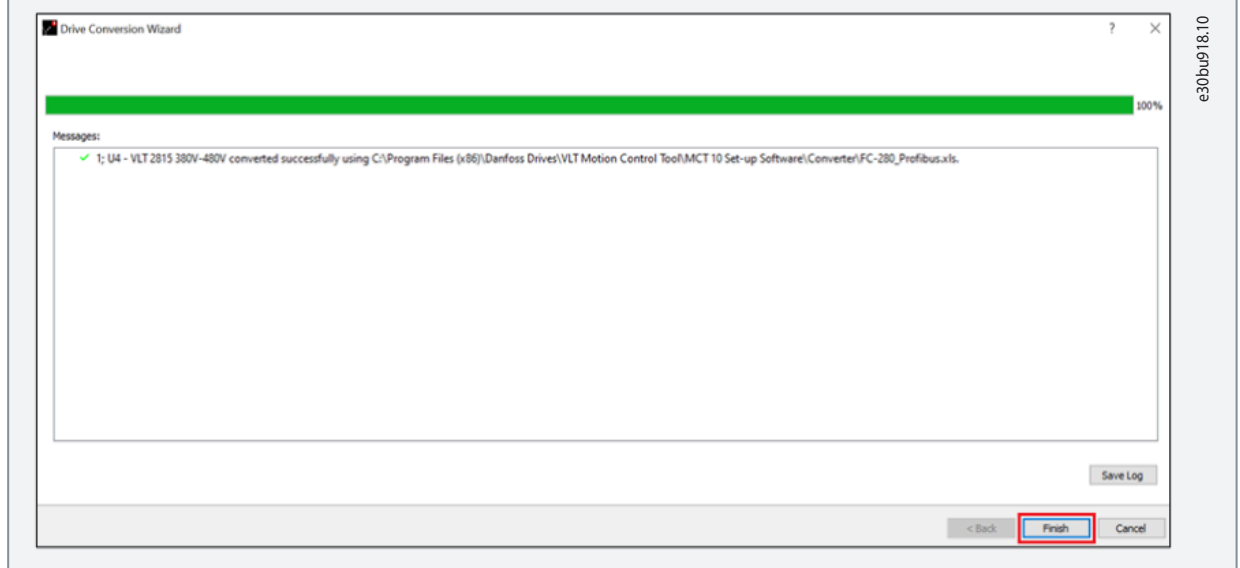 Drive Conversion Wizard
?
e30bu918.10
100%
Messages:
1; U4 - VLT 2815 380V-480V converted successfully using C:\Program Files (x86)\Danfoss Drives\VLT Motion Control Tool\MCT 10 Set-up Software\Converter\FC-280_Profibus.xls.
Save Log
< Back
Finish
Cancel